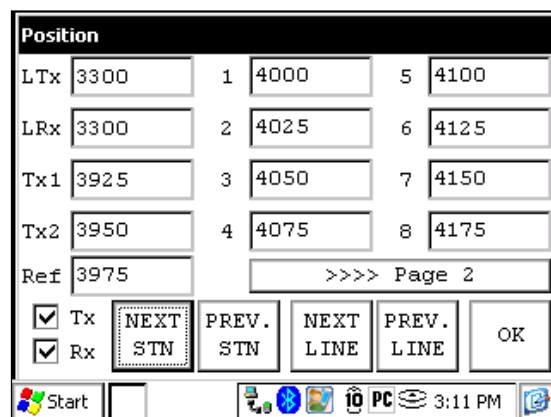 Position
LTx 3300 1 4000 5 4100
LRx 3300 2 4025 6 4125
Tx1 3925 3 4050 7 4150
Tx2 3950 4 4075 8 4175
Ref 3975 >>>> Page 2
Tx NEXT STN PREV. STN NEXT LINE PREV. LINE OK
Rx
Start iQ PC 3:11 PM